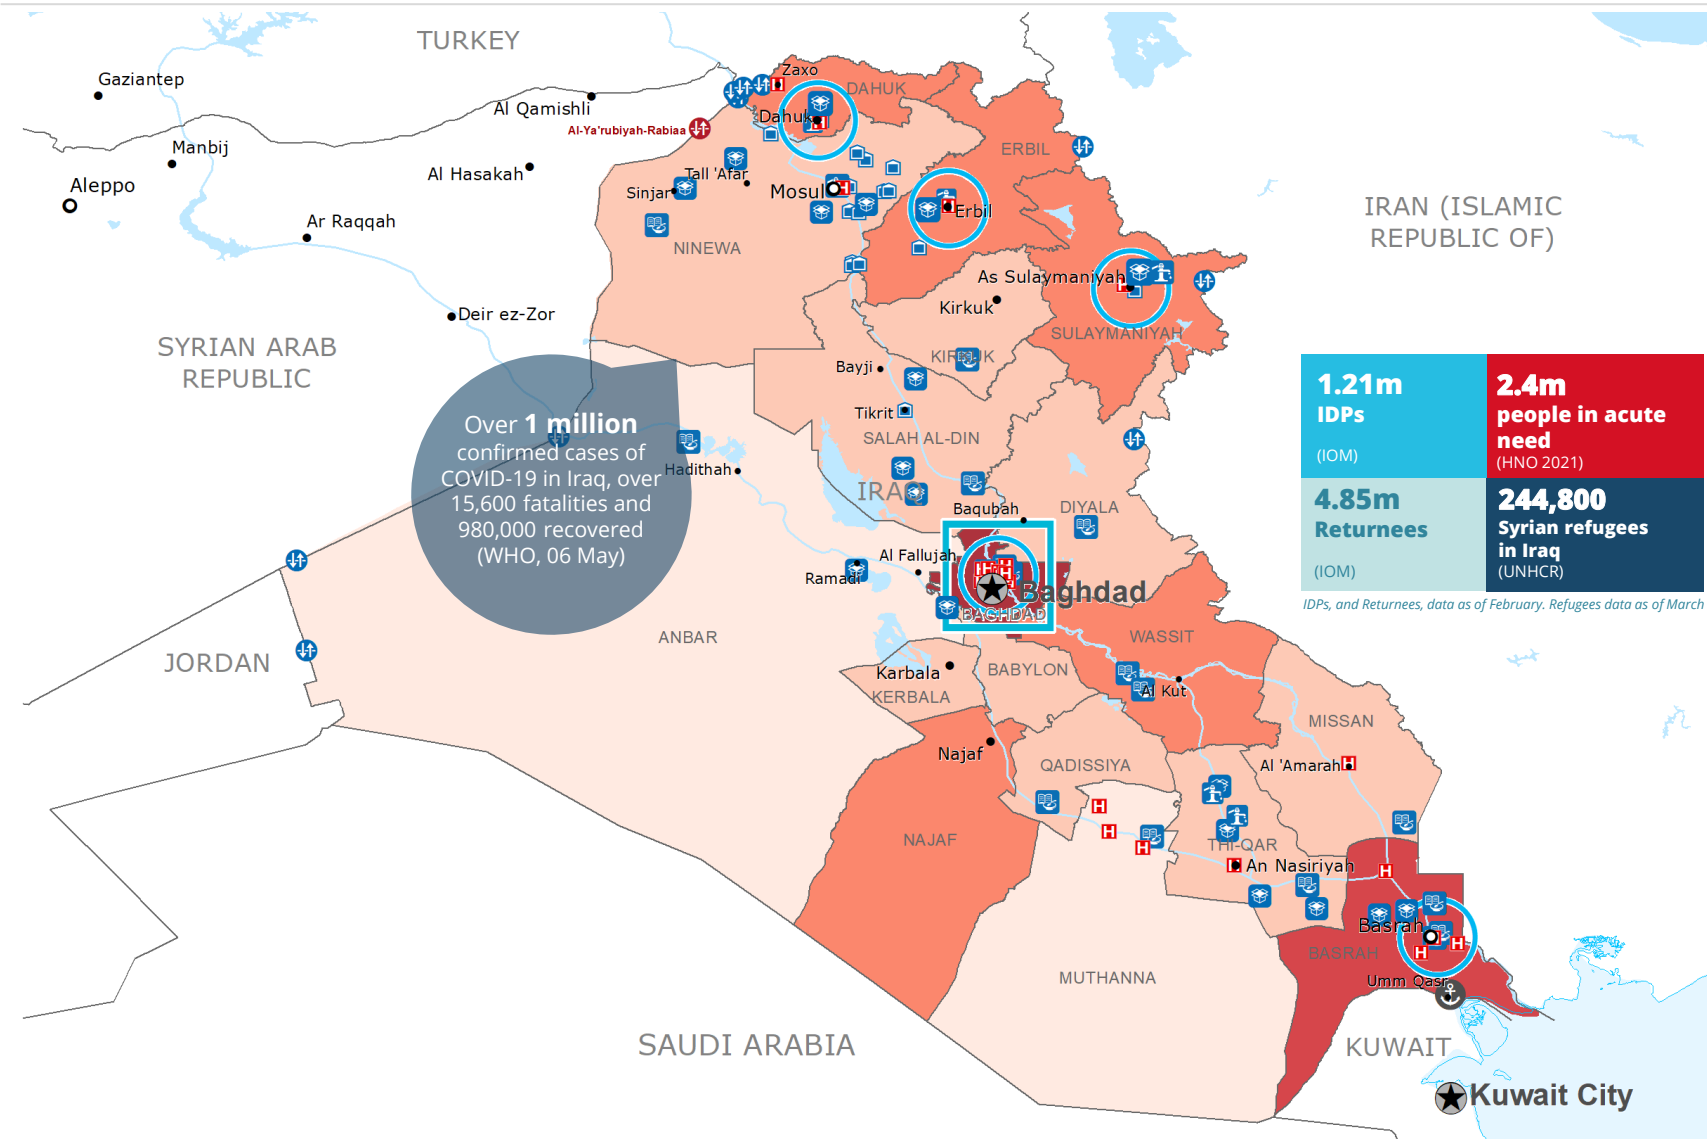 TURKEY
Gaziantep
Zaxo
DAHUK
Al Qamishli
Dahuk
Al-Ya'rubiyah-Rabiaa
Manbij
ERBIL
Al Hasakah
Tall 'Afar
Aleppo
Sinjar
Mosul
Ar Raqqah
Erbil
IRAN (ISLAMIC
REPUBLIC OF)
NINEWA
As Sulaymaniyah
Kirkuk
Deir ez-Zor
SULAYMANIYAH
SYRIAN ARAB
REPUBLIC
KIRKUK
Bayji
Tikrit
SALAH AL-DIN
Over 1 million
confirmed cases of
COVID-19 in Iraq, over
15,600 fatalities and
980,000 recovered
(WHO, 06 May)
Hadithah
IRAQ
DIYALA
Baqubah
Al Fallujah
Ramadi
Baghdad
BAGHDAD
1.21m
IDPs
(IOM)
2.4m
people in acute
need
(HNO 2021)
4.85m
Returnees
(IOM)
244,800
Syrian refugees
in Iraq
(UNHCR)
IDPs, and Returnees, data as of February. Refugees data as of March
ANBAR
WASSIT
JORDAN
Karbala
BABYLON
KERBALA
Al Kut
MISSAN
Najaf
QADISSIYA
Al 'Amarah
H
H
H
H
NAJAF
THI-QAR
An Nasiriyah
H
H
Basrah
BASRAH
H
H
MUTHANNA
Umm Qasr
SAUDI ARABIA
KUWAIT
Kuwait City